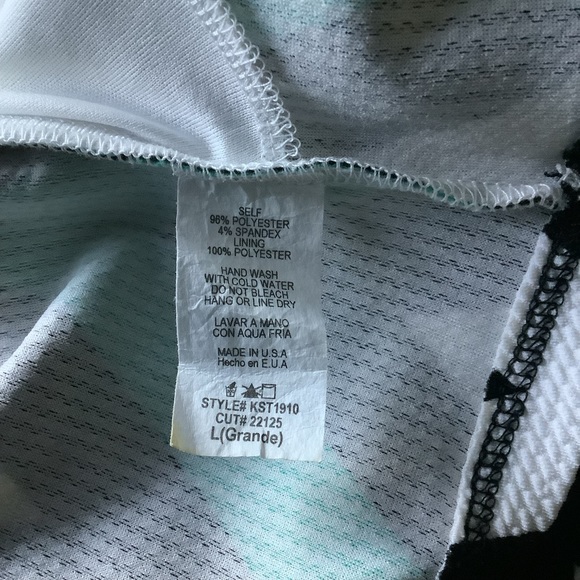 SELF
96% POLYESTER
4% SPANDEX
LINING
100% POLYESTER
HAND WASH
WITH COLD WATER
DO NOT BLEACH
HANG OR LINE DRY
LAVAR A MANO
CON AQUA FRIA
MADE IN U.S.A
Hecho en E.U.A
STYLE# KST1910
CUT# 22125
L(Grande)